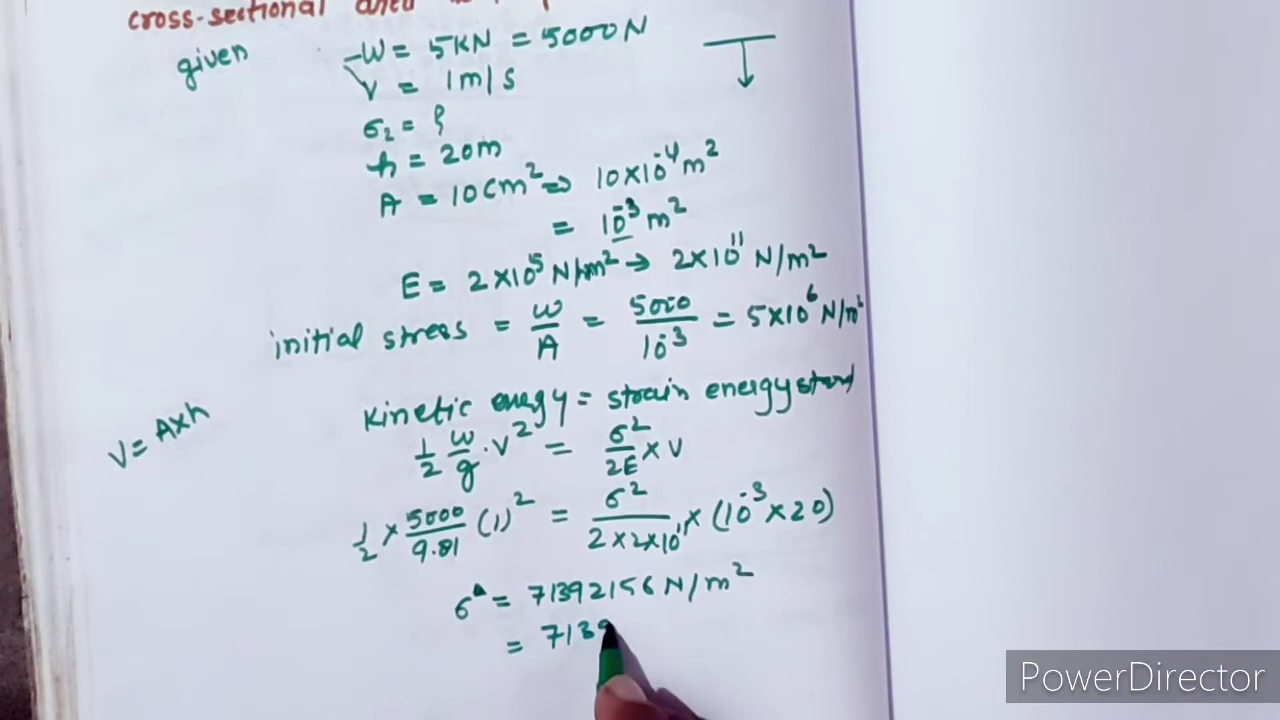 cross-sectional area
given
W = 5KN = 5000N
V = 1m/s
σ₂ = ?
h = 20m
A = 10cm² ⇒ 10×10⁻⁴m²
= 10⁻³m²
E = 2×10⁵ N/mm² → 2×10¹¹ N/m²
initial stress = W/A = 5000/10⁻³ = 5×10⁶ N/m²
V = A×h
Kinetic energy = strain energy stored
1/2 W/g · V² = σ²/2E × V
1/2 × 5000/9.81 (1)² = σ²/2×2×10¹¹ × (10⁻³×20)
σ = 71392156 N/m²
= 7139
PowerDirector